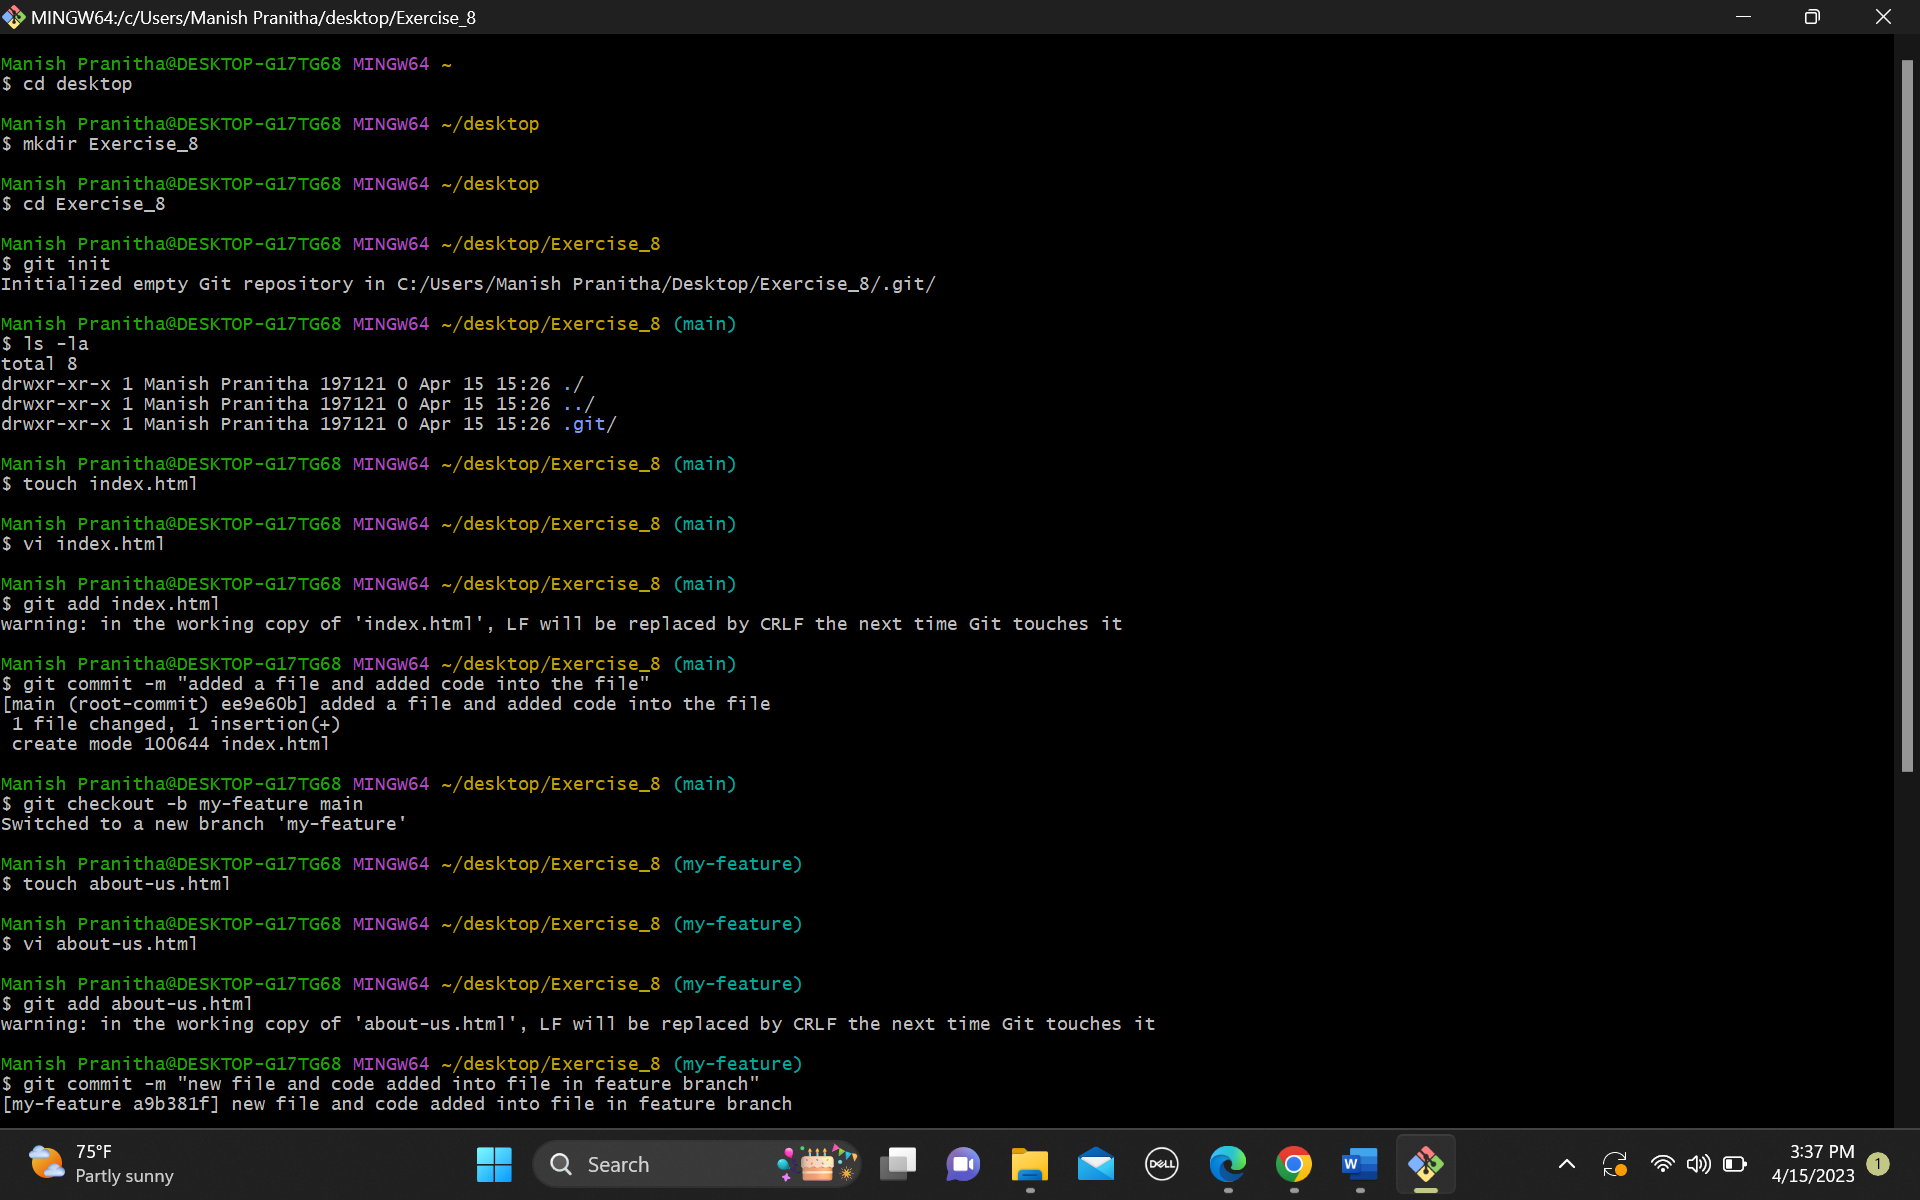 MINGW64:/c/Users/Manish Pranitha/desktop/Exercise_8
Manish Pranitha@DESKTOP-G17TG68 MINGW64 ~
$ cd desktop
Manish Pranitha@DESKTOP-G17TG68 MINGW64 ~/desktop
$ mkdir Exercise_8
Manish Pranitha@DESKTOP-G17TG68 MINGW64 ~/desktop
$ cd Exercise_8
Manish Pranitha@DESKTOP-G17TG68 MINGW64 ~/desktop/Exercise_8
$ git init
Initialized empty Git repository in C:/Users/Manish Pranitha/Desktop/Exercise_8/.git/
Manish Pranitha@DESKTOP-G17TG68 MINGW64 ~/desktop/Exercise_8 (main)
$ ls -la
total 8
drwxr-xr-x 1 Manish Pranitha 197121 0 Apr 15 15:26 ./
drwxr-xr-x 1 Manish Pranitha 197121 0 Apr 15 15:26 ../
drwxr-xr-x 1 Manish Pranitha 197121 0 Apr 15 15:26 .git/
Manish Pranitha@DESKTOP-G17TG68 MINGW64 ~/desktop/Exercise_8 (main)
$ touch index.html
Manish Pranitha@DESKTOP-G17TG68 MINGW64 ~/desktop/Exercise_8 (main)
$ vi index.html
Manish Pranitha@DESKTOP-G17TG68 MINGW64 ~/desktop/Exercise_8 (main)
$ git add index.html
warning: in the working copy of 'index.html', LF will be replaced by CRLF the next time Git touches it
Manish Pranitha@DESKTOP-G17TG68 MINGW64 ~/desktop/Exercise_8 (main)
$ git commit -m "added a file and added code into the file"
[main (root-commit) ee9e60b] added a file and added code into the file
1 file changed, 1 insertion(+)
create mode 100644 index.html
Manish Pranitha@DESKTOP-G17TG68 MINGW64 ~/desktop/Exercise_8 (main)
$ git checkout -b my-feature main
Switched to a new branch 'my-feature'
Manish Pranitha@DESKTOP-G17TG68 MINGW64 ~/desktop/Exercise_8 (my-feature)
$ touch about-us.html
Manish Pranitha@DESKTOP-G17TG68 MINGW64 ~/desktop/Exercise_8 (my-feature)
$ vi about-us.html
Manish Pranitha@DESKTOP-G17TG68 MINGW64 ~/desktop/Exercise_8 (my-feature)
$ git add about-us.html
warning: in the working copy of 'about-us.html', LF will be replaced by CRLF the next time Git touches it
Manish Pranitha@DESKTOP-G17TG68 MINGW64 ~/desktop/Exercise_8 (my-feature)
$ git commit -m "new file and code added into file in feature branch"
[my-feature a9b381f] new file and code added into file in feature branch
75°F
Partly sunny
Search
DELL
W
3:37 PM
4/15/2023
1